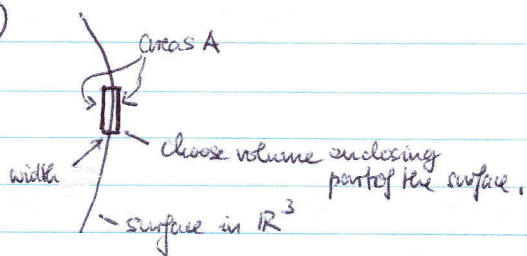 )
areas A
choose volume enclosing
width
part of the surface.
surface in ℝ³